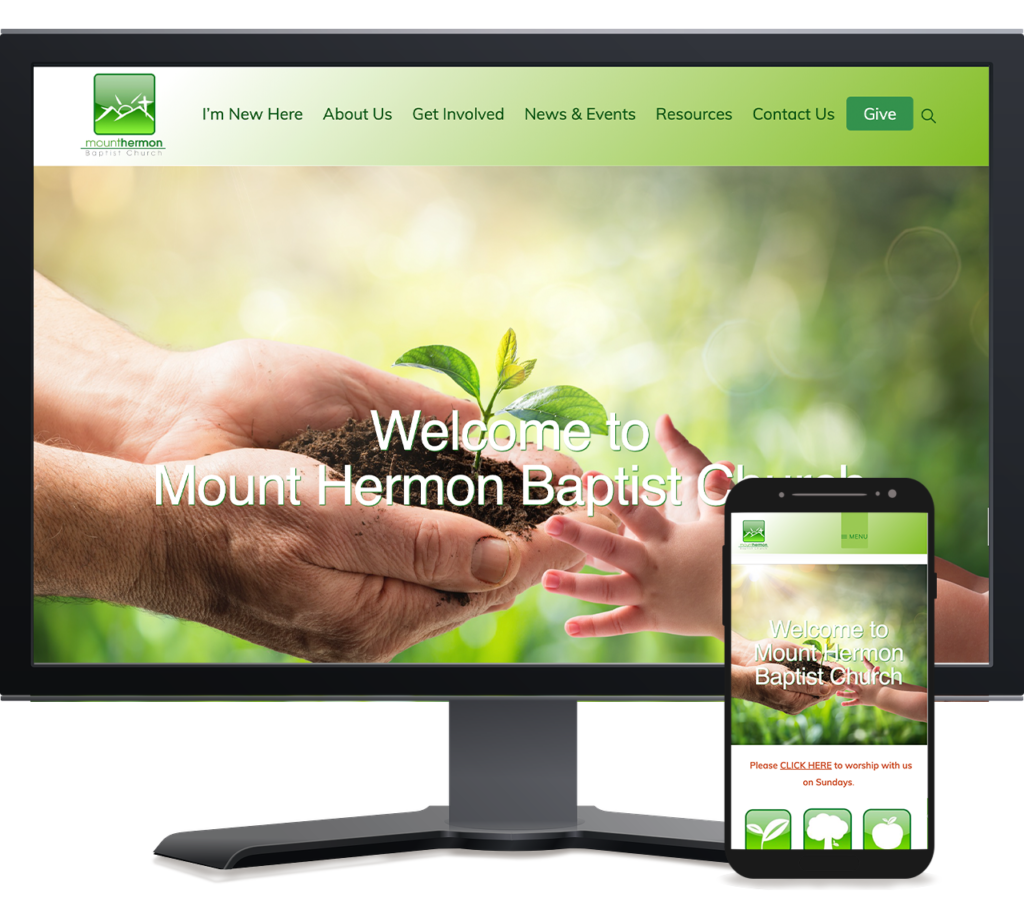 I'm New Here About Us Get Involved News & Events Resources Contact Us Give
mounthermon
Baptist Church
Welcome to
Mount Hermon Baptist Church
MENU
mounthermon
Welcome to
Mount Hermon
Baptist Church
Please CLICK HERE to worship with us
on Sundays.